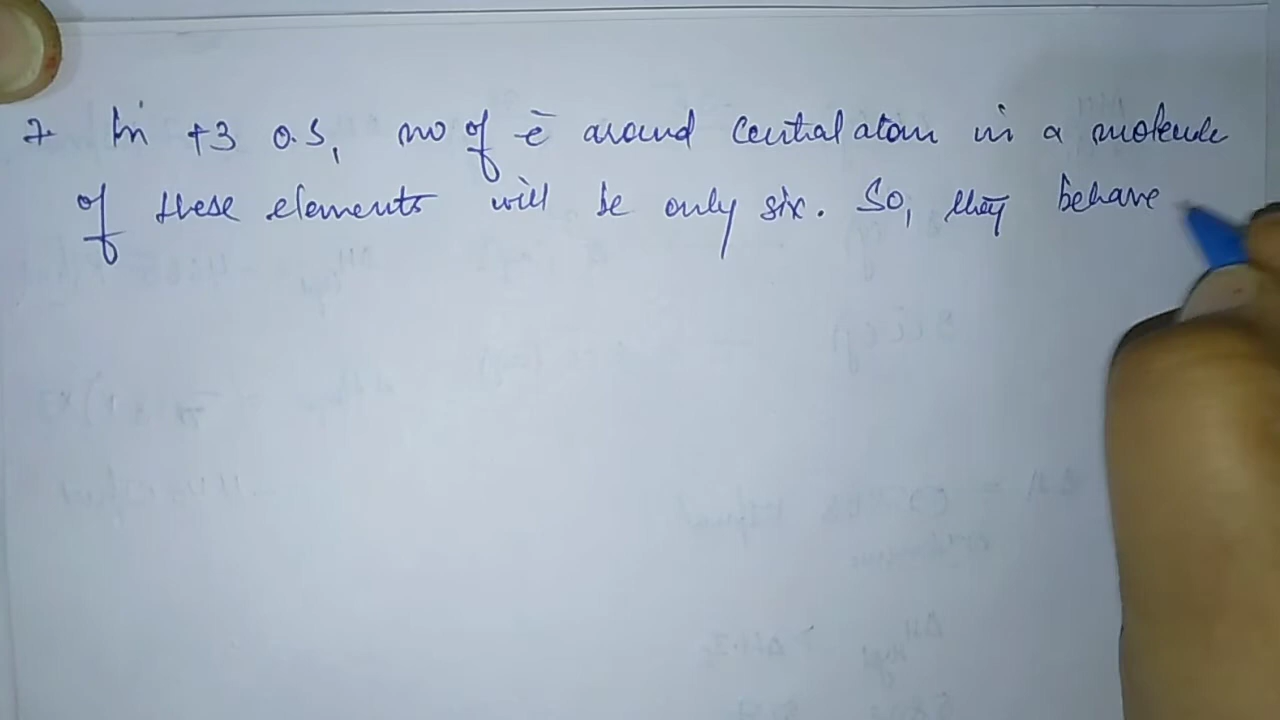 7. In +3 O.S, no of e⁻ around central atom in a molecule
of these elements will be only six. So, they behave